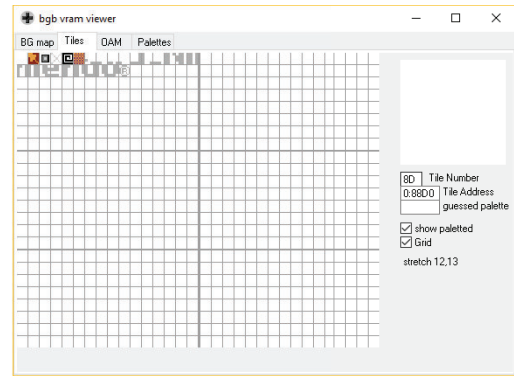 bgb vram viewer
BG map Tiles OAM Palettes
8D Tile Number
0:88D0 Tile Address
guessed palette
show paletted
Grid
stretch 12,13